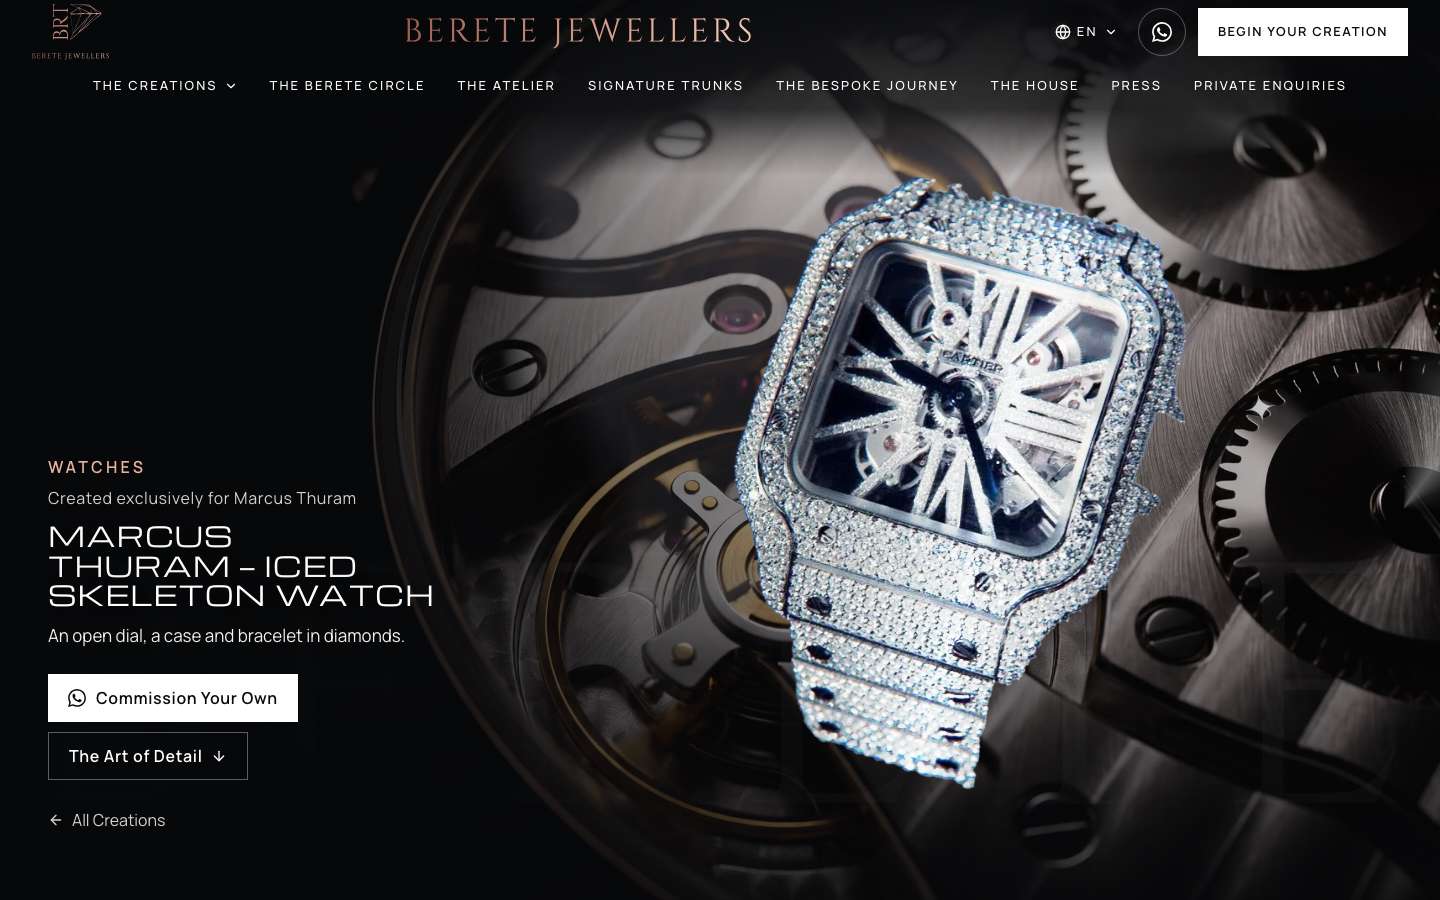 BRT
BERETE JEWELLERS
BERETE JEWELLERS
EN
BEGIN YOUR CREATION
THE CREATIONS
THE BERETE CIRCLE
THE ATELIER
SIGNATURE TRUNKS
THE BESPOKE JOURNEY
THE HOUSE
PRESS
PRIVATE ENQUIRIES
CARTIER
WATCHES
Created exclusively for Marcus Thuram
MARCUS
THURAM – ICED
SKELETON WATCH
An open dial, a case and bracelet in diamonds.
Commission Your Own
The Art of Detail
All Creations